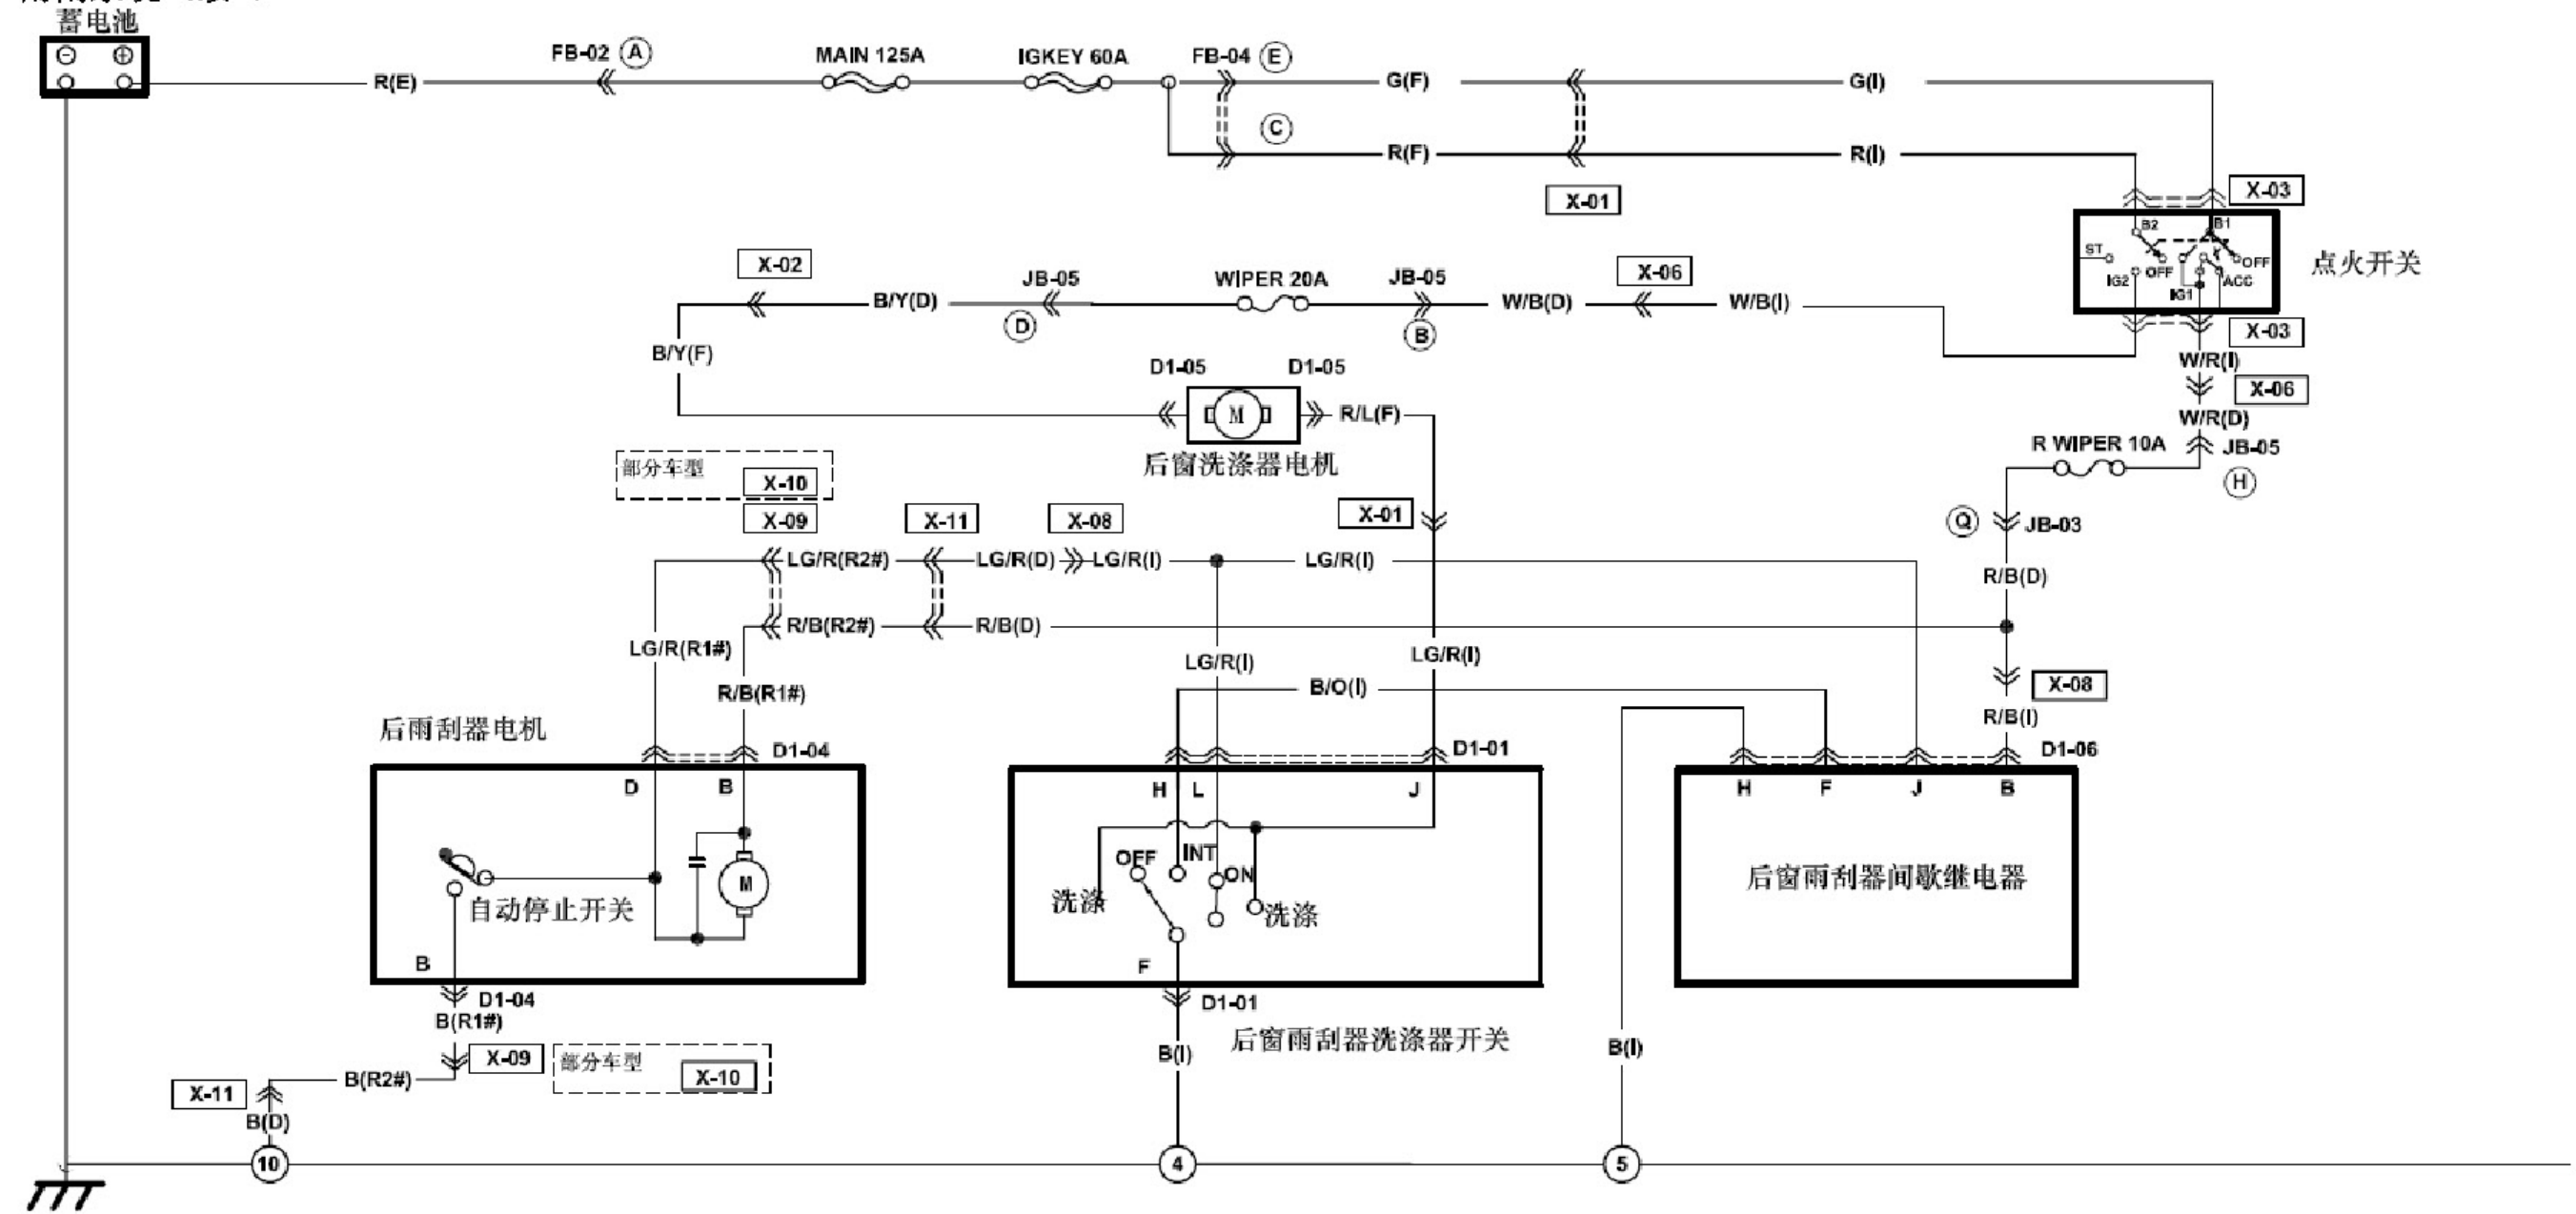 蓄电池
FB-02 A MAIN 125A IGKEY 60A FB-04 E
R(E) G(F) G(I)
C
R(F) R(I)
X-01 X-03
B2 B1
ST OFF OFF
IG2 IG1 ACC
点火开关
X-03
X-02 JB-05 WIPER 20A JB-05 X-06
B/Y(D) W/B(D) W/B(I)
D B
B/Y(F)
D1-05 D1-05
M R/L(F)
后窗洗涤器电机
W/R(I)
X-06
W/R(D)
R WIPER 10A JB-05
H
部分车型
X-10
X-09 X-11 X-08 X-01
Q JB-03
LG/R(R2#) LG/R(D) LG/R(I) LG/R(I)
R/B(D)
R/B(R2#) R/B(D)
LG/R(R1#) LG/R(I) LG/R(I)
R/B(R1#) B/O(I) X-08
R/B(I)
后雨刮器电机
D1-04 D1-01 D1-06
D B H L J H F J B
OFF INT ON
M
自动停止开关
洗涤 洗涤
后窗雨刮器间歇继电器
B F
D1-04 D1-01
B(R1#)
后窗雨刮器洗涤器开关
X-09 部分车型 X-10
B(I) B(I)
B(R2#)
X-11
B(D)
10 4 5